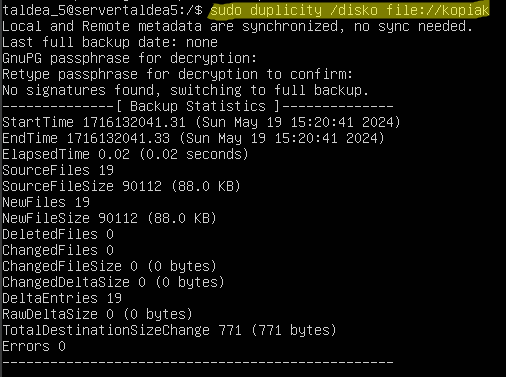 taldea_5@servertaldea5:/$ sudo duplicity /disko file://kopiak
Local and Remote metadata are synchronized, no sync needed.
Last full backup date: none
GnuPG passphrase for decryption:
Retype passphrase for decryption to confirm:
No signatures found, switching to full backup.
--------------[ Backup Statistics ]--------------
StartTime 1716132041.31 (Sun May 19 15:20:41 2024)
EndTime 1716132041.33 (Sun May 19 15:20:41 2024)
ElapsedTime 0.02 (0.02 seconds)
SourceFiles 19
SourceFileSize 90112 (88.0 KB)
NewFiles 19
NewFileSize 90112 (88.0 KB)
DeletedFiles 0
ChangedFiles 0
ChangedFileSize 0 (0 bytes)
ChangedDeltaSize 0 (0 bytes)
DeltaEntries 19
RawDeltaSize 0 (0 bytes)
TotalDestinationSizeChange 771 (771 bytes)
Errors 0
-------------------------------------------------